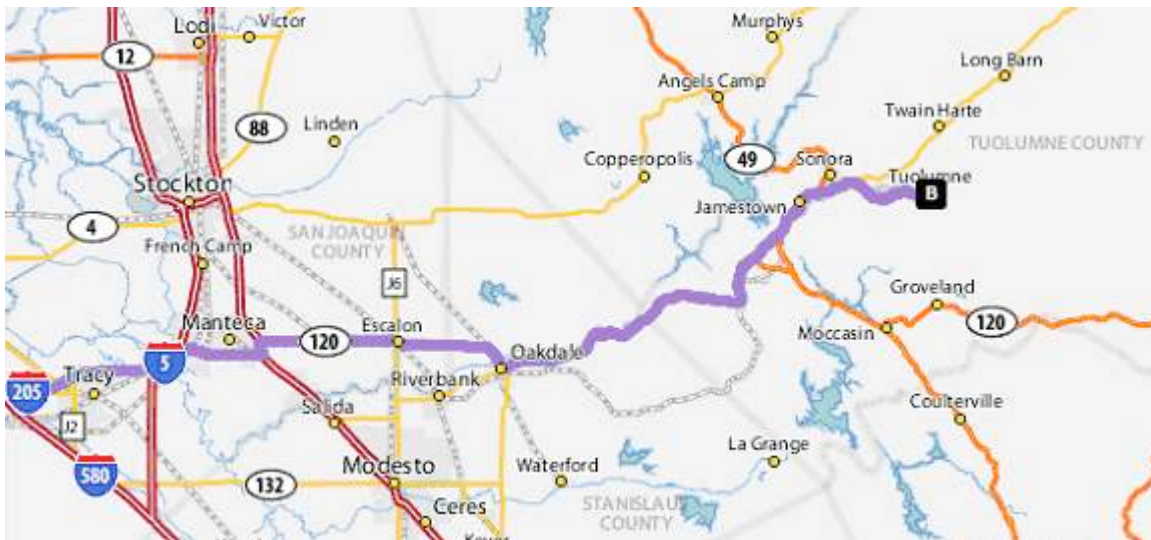 Lodi
Victor
Murphys
12
Long Barn
Angels Camp
Twain Harte
88
Linden
TUOLUMNE COUNTY
49
Sonora
Copperopolis
Stockton
Tuolumne
B
Jamestown
4
SAN JOAQUIN
COUNTY
French Camp
J6
Groveland
Manteca
Escalon
120
120
Moccasin
5
Oakdale
Tracy
Riverbank
205
Salida
Coulterville
J2
La Grange
580
Modesto
Waterford
132
STANISLAUS
COUNTY
Ceres